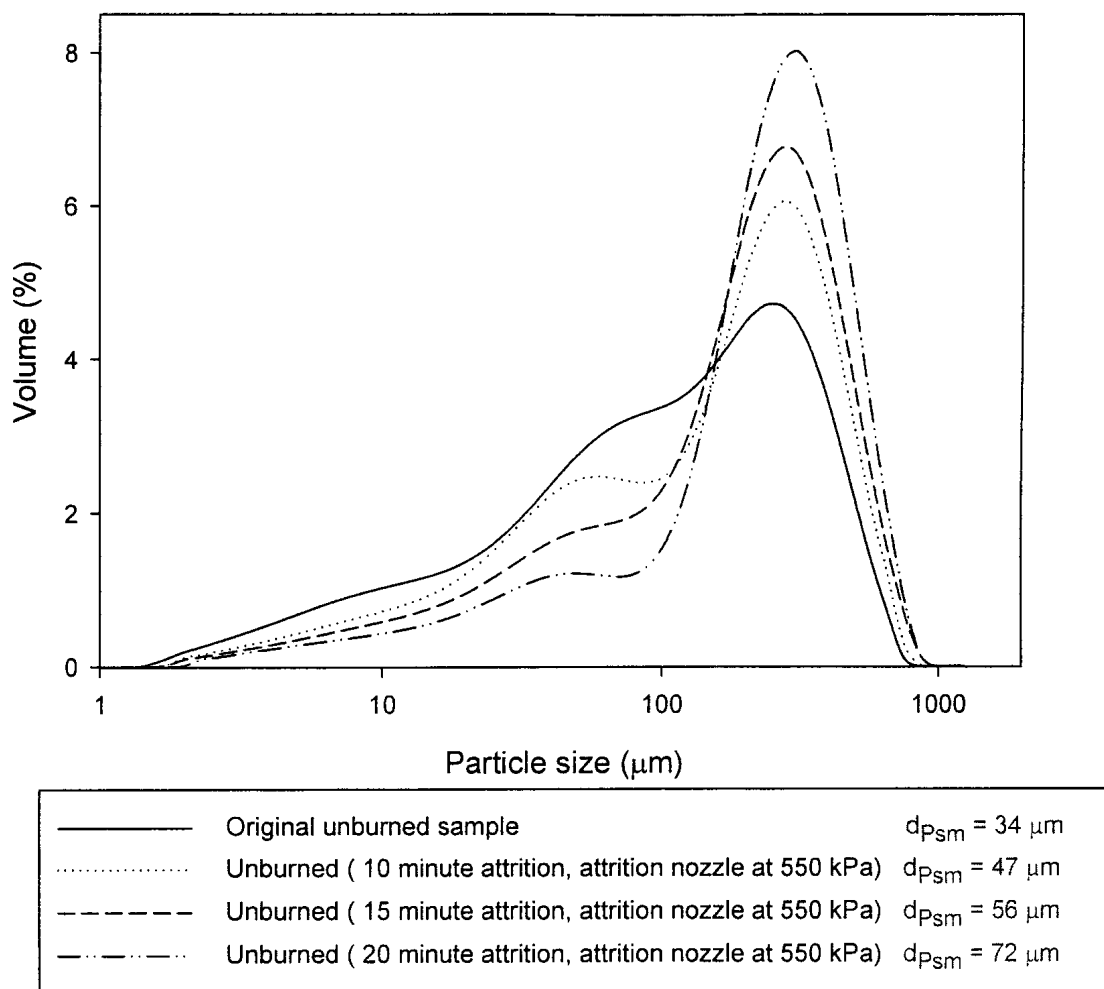 8
6
4
2
0
Volume (%)
1 10 100 1000
Particle size (μm)
Original unburned sample dPsm = 34 μm
Unburned ( 10 minute attrition, attrition nozzle at 550 kPa) dPsm = 47 μm
Unburned ( 15 minute attrition, attrition nozzle at 550 kPa) dPsm = 56 μm
Unburned ( 20 minute attrition, attrition nozzle at 550 kPa) dPsm = 72 μm